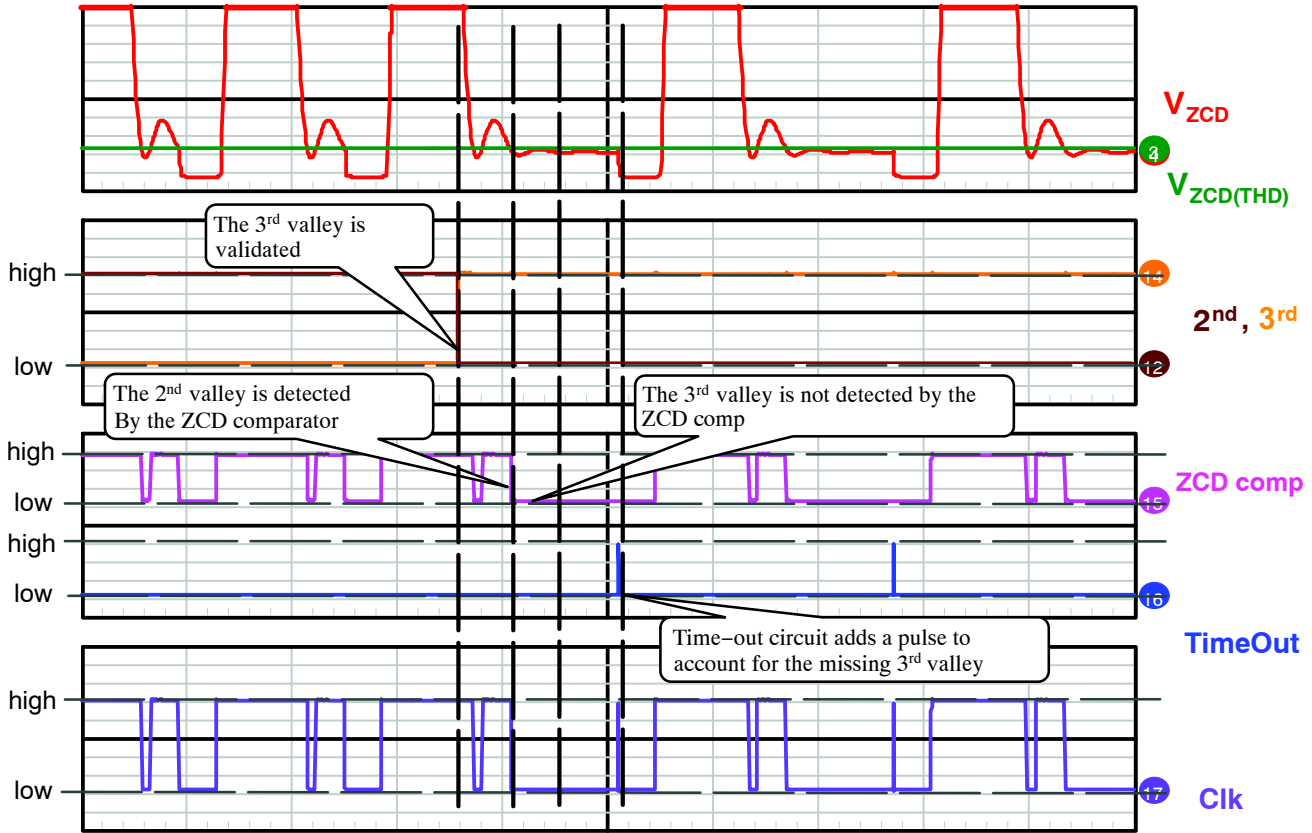 VZCD
3
4
VZCD(THD)
The 3rd valley is
validated
high
14
2nd, 3rd
low
12
The 2nd valley is detected
By the ZCD comparator
The 3rd valley is not detected by the
ZCD comp
high
ZCD comp
low
15
high
low
16
Time−out circuit adds a pulse to
account for the missing 3rd valley
TimeOut
high
low
17
Clk